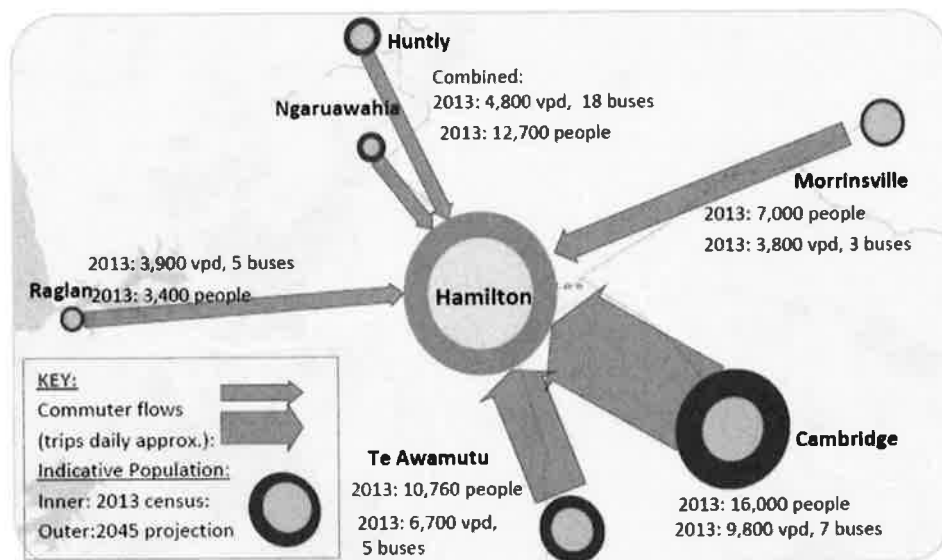 Huntly
Combined:
2013: 4,800 vpd, 18 buses
2013: 12,700 people
Ngaruawahia
Morrinsville
2013: 7,000 people
2013: 3,800 vpd, 3 buses
2013: 3,900 vpd, 5 buses
Raglan
2013: 3,400 people
Hamilton
KEY:
Commuter flows
(trips daily approx.):
Indicative Population:
Inner: 2013 census:
Outer:2045 projection
Te Awamutu
2013: 10,760 people
2013: 6,700 vpd,
5 buses
Cambridge
2013: 16,000 people
2013: 9,800 vpd, 7 buses